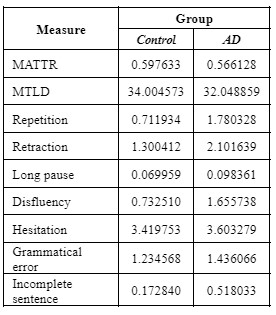 Measure Group
Control AD
MATTR 0.597633 0.566128
MTLD 34.004573 32.048859
Repetition 0.711934 1.780328
Retraction 1.300412 2.101639
Long pause 0.069959 0.098361
Disfluency 0.732510 1.655738
Hesitation 3.419753 3.603279
Grammatical
error 1.234568 1.436066
Incomplete
sentence 0.172840 0.518033